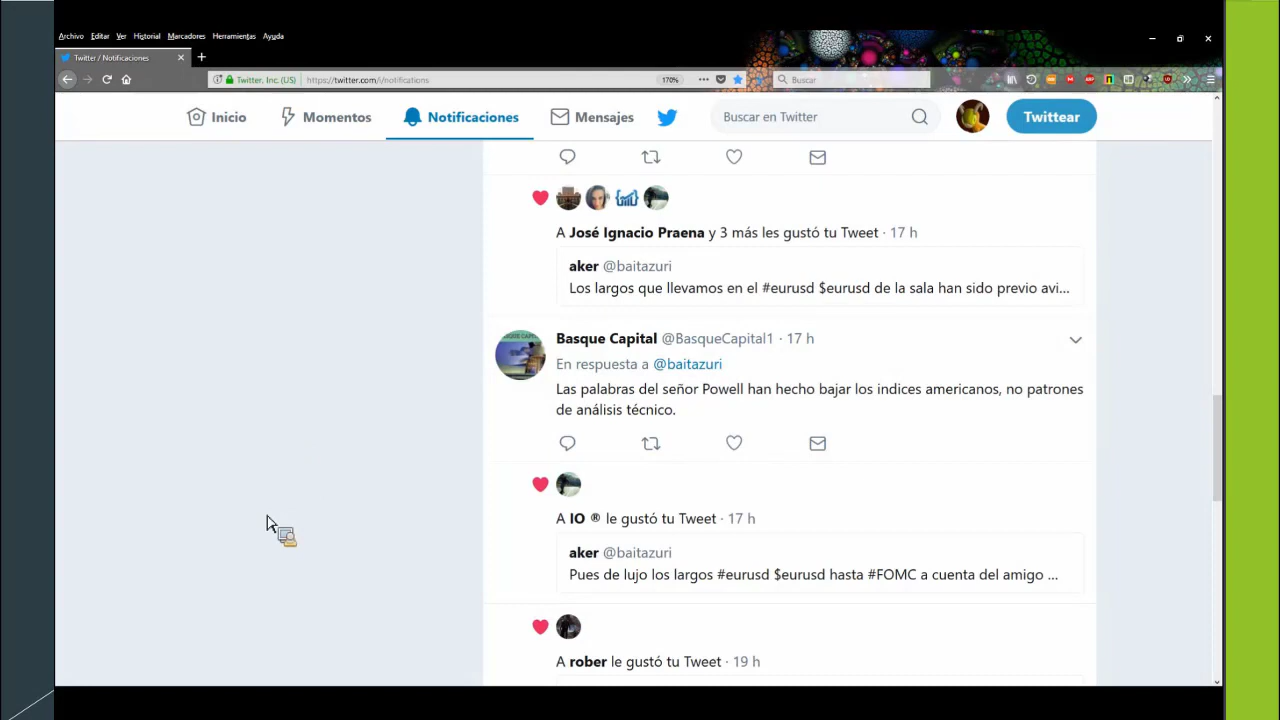 Archivo Editar Ver Historial Marcadores Herramientas Ayuda
Twitter / Notificaciones
Twitter, Inc. (US) https://twitter.com/i/notifications 170% Buscar
Inicio Momentos Notificaciones Mensajes Buscar en Twitter Twittear
A José Ignacio Praena y 3 más les gustó tu Tweet · 17 h
aker @baitazuri
Los largos que llevamos en el #eurusd $eurusd de la sala han sido previo avi...
Basque Capital @BasqueCapital1 · 17 h
En respuesta a @baitazuri
Las palabras del señor Powell han hecho bajar los indices americanos, no patrones
de análisis técnico.
A IO ® le gustó tu Tweet · 17 h
aker @baitazuri
Pues de lujo los largos #eurusd $eurusd hasta #FOMC a cuenta del amigo ...
A rober le gustó tu Tweet · 19 h